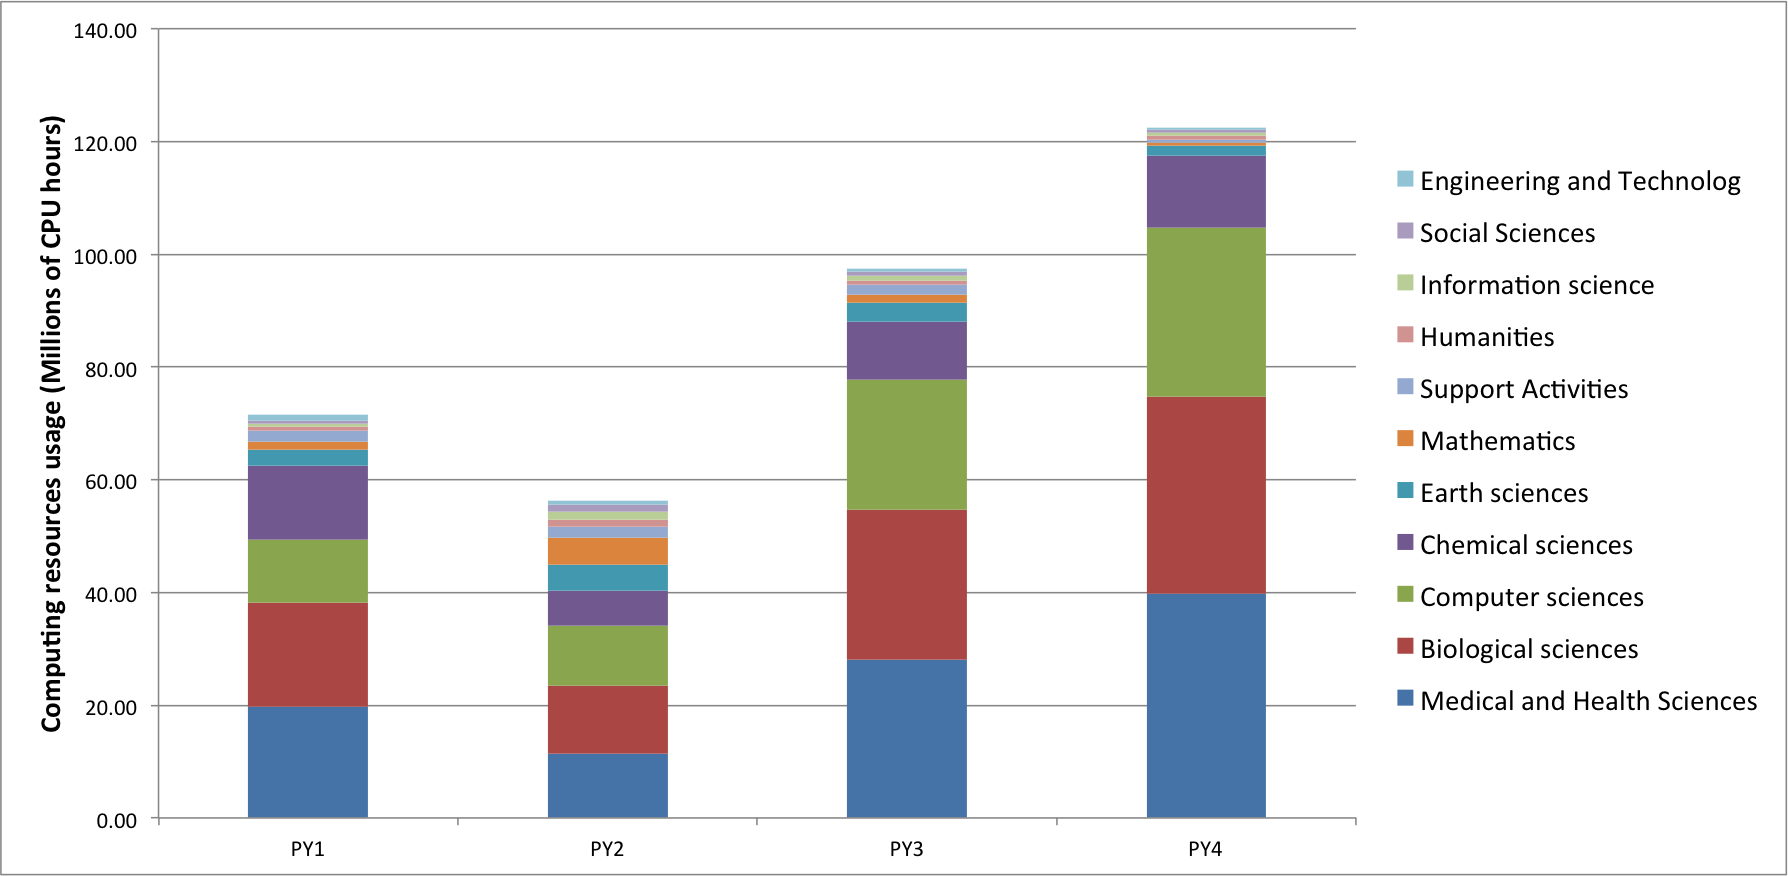 Computing resources usage (Millions of CPU hours)
140.00
120.00
100.00
80.00
60.00
40.00
20.00
0.00
PY1
PY2
PY3
PY4
Engineering and Technolog
Social Sciences
Information science
Humanities
Support Activities
Mathematics
Earth sciences
Chemical sciences
Computer sciences
Biological sciences
Medical and Health Sciences